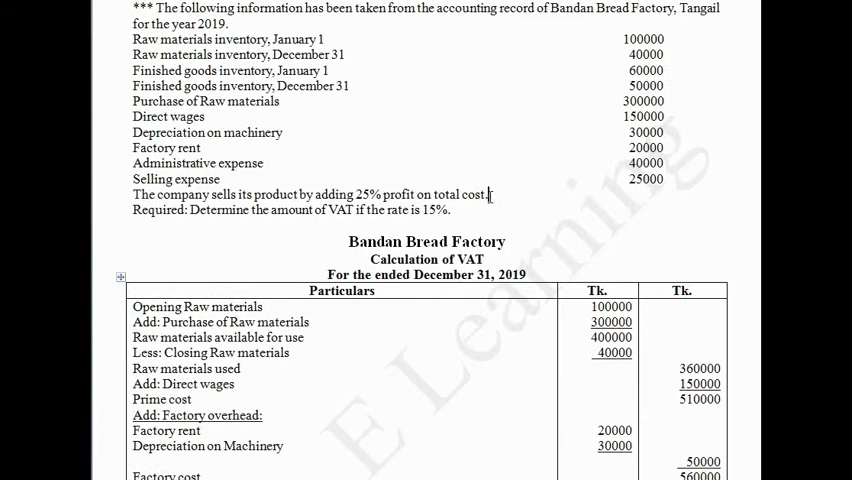 *** The following information has been taken from the accounting record of Bandan Bread Factory, Tangail
for the year 2019.
Raw materials inventory, January 1 100000
Raw materials inventory, December 31 40000
Finished goods inventory, January 1 60000
Finished goods inventory, December 31 50000
Purchase of Raw materials 300000
Direct wages 150000
Depreciation on machinery 30000
Factory rent 20000
Administrative expense 40000
Selling expense 25000
The company sells its product by adding 25% profit on total cost.
Required: Determine the amount of VAT if the rate is 15%.
Bandan Bread Factory
Calculation of VAT
For the ended December 31, 2019
Particulars Tk. Tk.
Opening Raw materials 100000
Add: Purchase of Raw materials 300000
Raw materials available for use 400000
Less: Closing Raw materials 40000
Raw materials used 360000
Add: Direct wages 150000
Prime cost 510000
Add: Factory overhead:
Factory rent 20000
Depreciation on Machinery 30000
50000
Factory cost 560000
E Learning